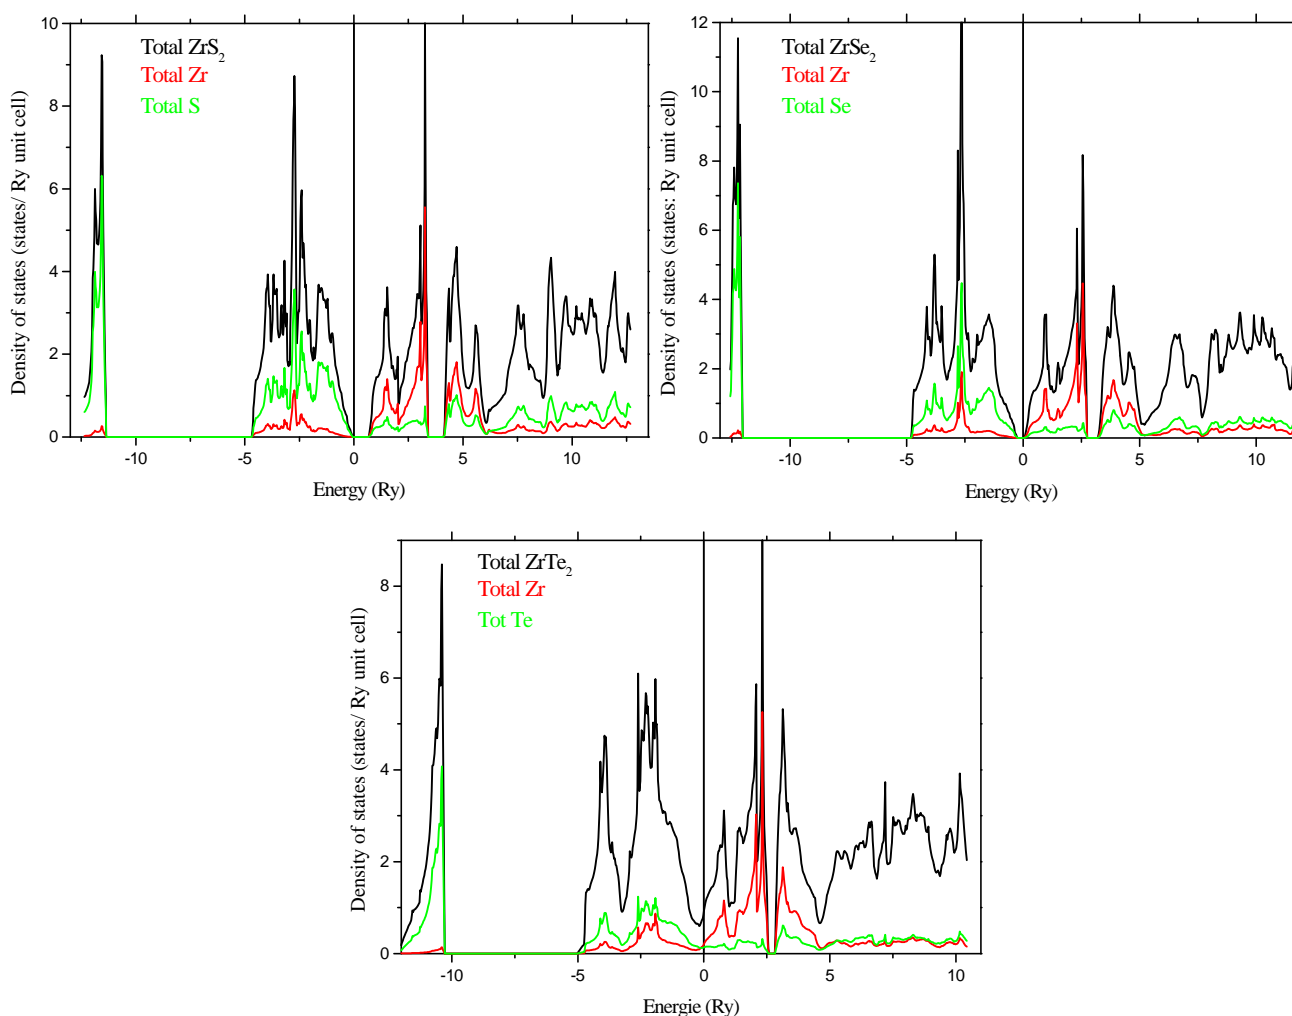 Total ZrS2
Total Zr
Total S
Density of states (states/ Ry unit cell)
10
8
6
4
2
0
-10
-5
0
5
10
Energy (Ry)
Total ZrSe2
Total Zr
Total Se
Density of states (states: Ry unit cell)
12
10
8
6
4
2
0
-10
-5
0
5
10
Energy (Ry)
Total ZrTe2
Total Zr
Tot Te
Density of states (states/ Ry unit cell)
8
6
4
2
0
-10
-5
0
5
10
Energie (Ry)